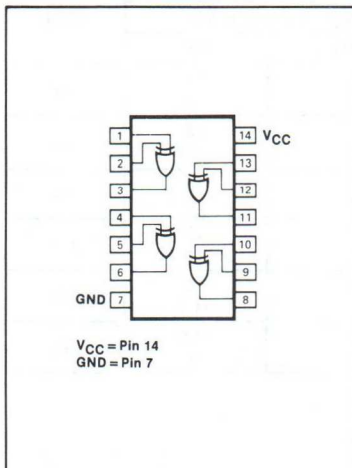 1 14 VCC
2 13
3 12
4 11
5 10
6 9
GND 7 8
VCC = Pin 14
GND = Pin 7